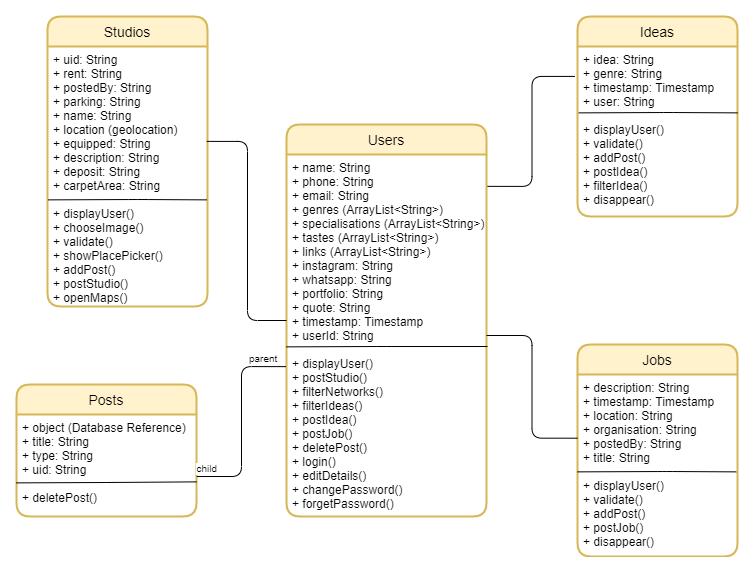 Studios
+ uid: String
+ rent: String
+ postedBy: String
+ parking: String
+ name: String
+ location (geolocation)
+ equipped: String
+ description: String
+ deposit: String
+ carpetArea: String
+ displayUser()
+ chooseImage()
+ validate()
+ showPlacePicker()
+ addPost()
+ postStudio()
+ openMaps()
Users
+ name: String
+ phone: String
+ email: String
+ genres (ArrayList<String>)
+ specialisations (ArrayList<String>)
+ tastes (ArrayList<String>)
+ links (ArrayList<String>)
+ instagram: String
+ whatsapp: String
+ portfolio: String
+ quote: String
+ timestamp: Timestamp
+ userId: String
+ displayUser()
+ postStudio()
+ filterNetworks()
+ filterIdeas()
+ postIdea()
+ postJob()
+ deletePost()
+ login()
+ editDetails()
+ changePassword()
+ forgetPassword()
Ideas
+ idea: String
+ genre: String
+ timestamp: Timestamp
+ user: String
+ displayUser()
+ validate()
+ addPost()
+ postIdea()
+ filterIdea()
+ disappear()
parent
child
Posts
+ object (Database Reference)
+ title: String
+ type: String
+ uid: String
+ deletePost()
Jobs
+ description: String
+ timestamp: Timestamp
+ location: String
+ organisation: String
+ postedBy: String
+ title: String
+ displayUser()
+ validate()
+ addPost()
+ postJob()
+ disappear()